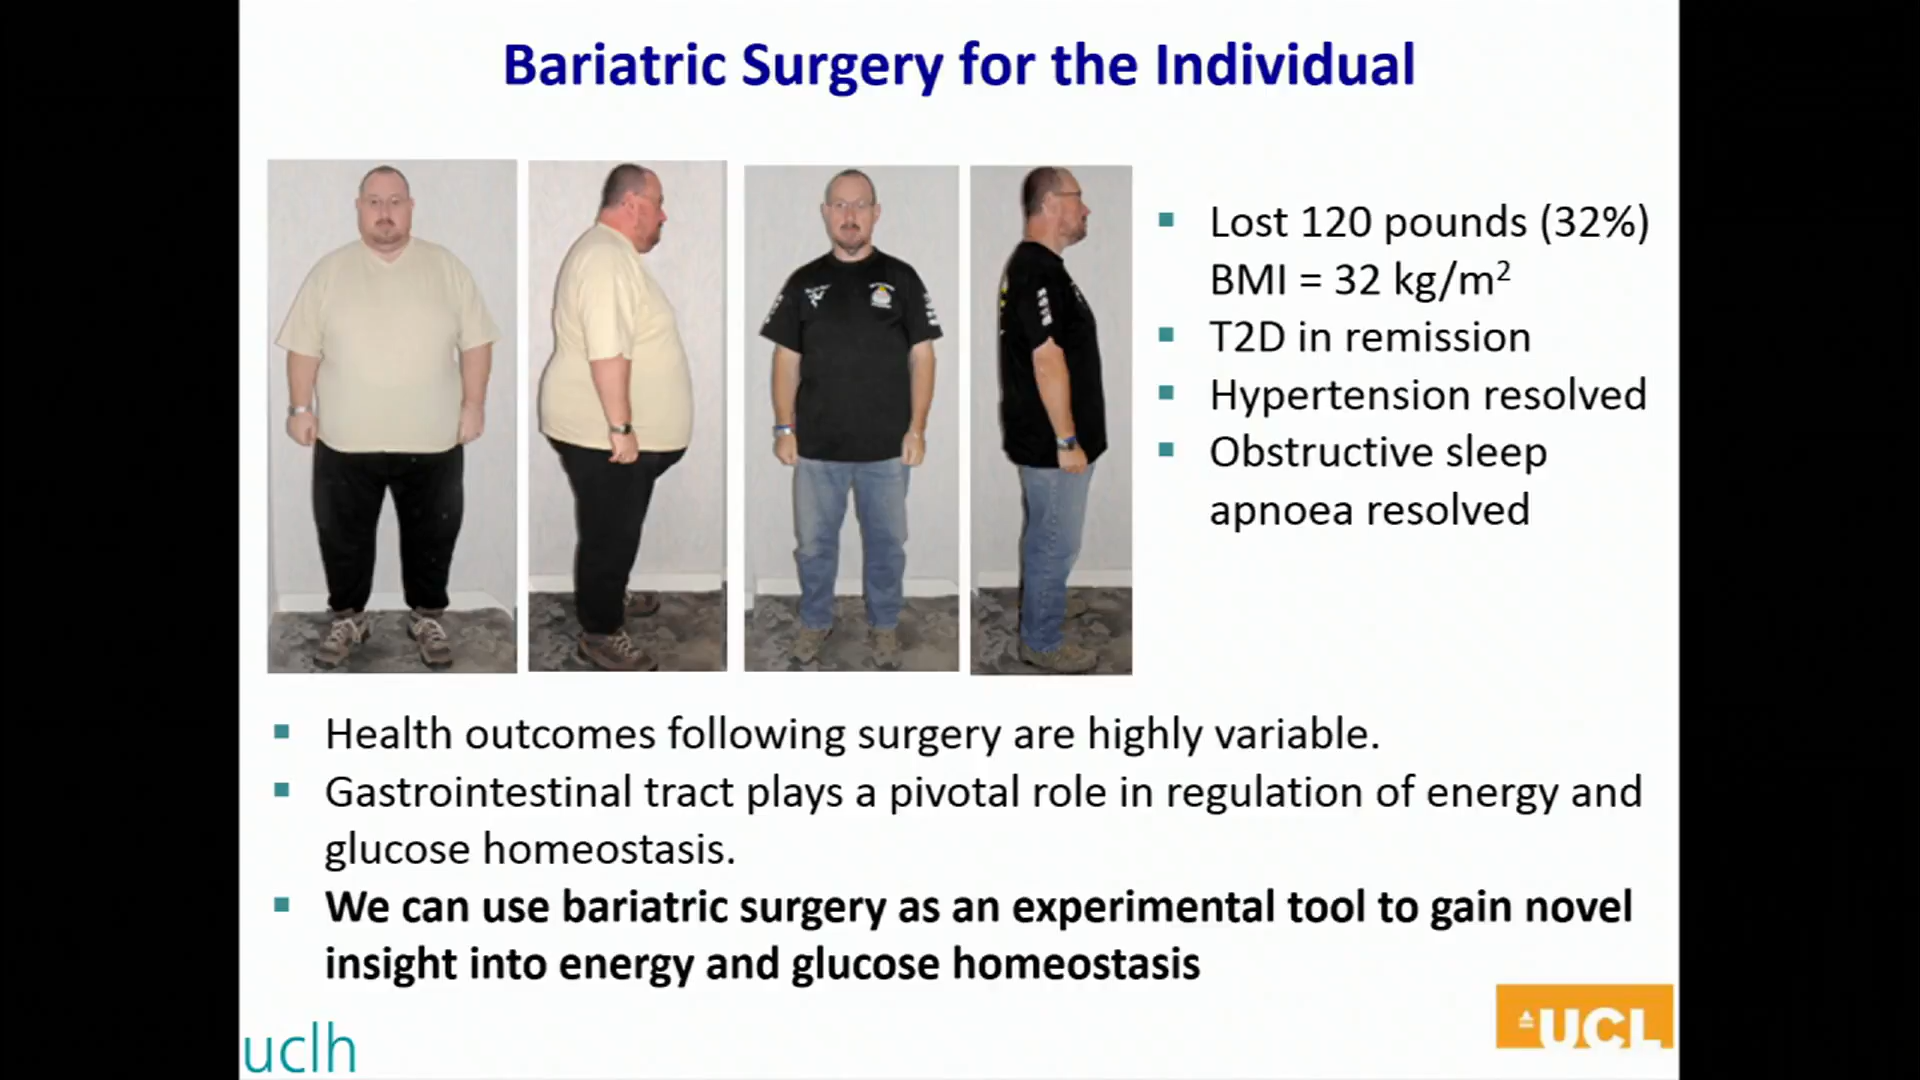 Bariatric Surgery for the Individual
Lost 120 pounds (32%)
BMI = 32 kg/m²
T2D in remission
Hypertension resolved
Obstructive sleep
apnoea resolved
Health outcomes following surgery are highly variable.
Gastrointestinal tract plays a pivotal role in regulation of energy and
glucose homeostasis.
We can use bariatric surgery as an experimental tool to gain novel
insight into energy and glucose homeostasis
uclh
UCL